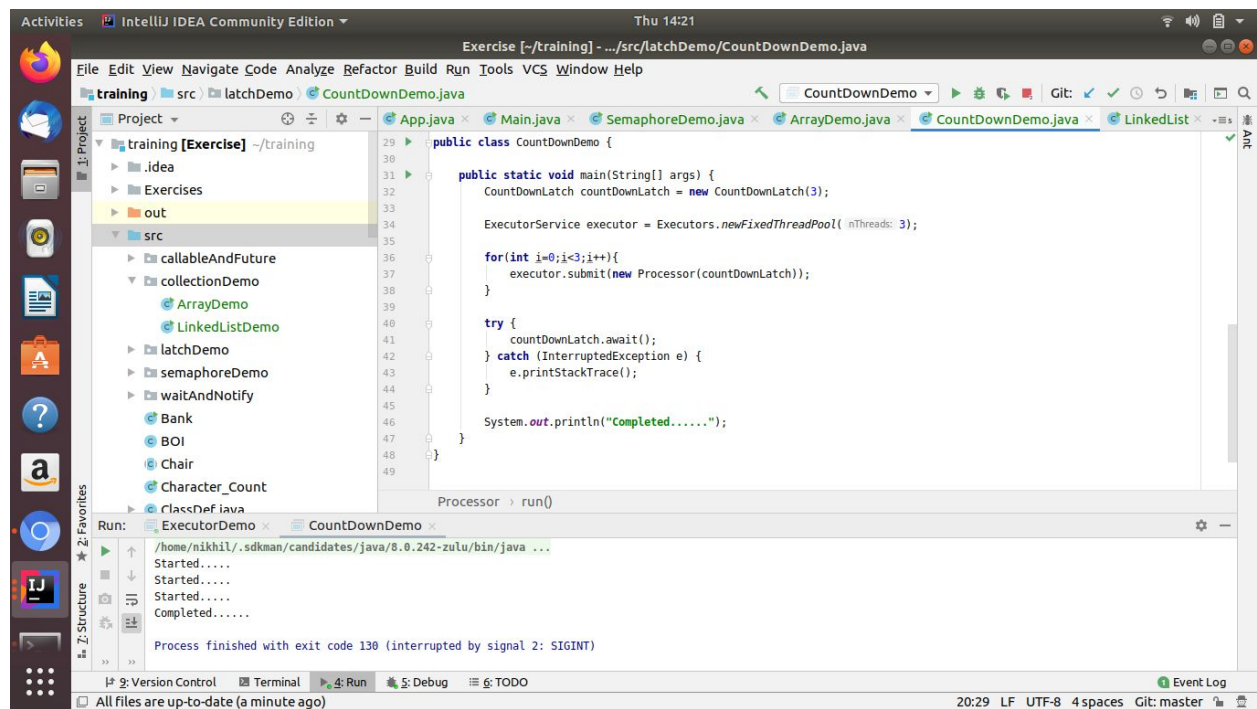 Activities IntelliJ IDEA Community Edition Thu 14:21
Exercise [~/training] - .../src/latchDemo/CountDownDemo.java
File Edit View Navigate Code Analyze Refactor Build Run Tools VCS Window Help
training src latchDemo CountDownDemo.java CountDownDemo Git:
1: Project
Project
App.java Main.java SemaphoreDemo.java ArrayDemo.java CountDownDemo.java LinkedList
Ant
training [Exercise] ~/training
.idea
Exercises
out
src
callableAndFuture
collectionDemo
ArrayDemo
LinkedListDemo
latchDemo
semaphoreDemo
waitAndNotify
Bank
BOI
Chair
Character_Count
ClassDef.java
29 public class CountDownDemo {
30
31 public static void main(String[] args) {
32 CountDownLatch countDownLatch = new CountDownLatch(3);
33
34 ExecutorService executor = Executors.newFixedThreadPool( nThreads: 3);
35
36 for(int i=0;i<3;i++){
37 executor.submit(new Processor(countDownLatch));
38 }
39
40 try {
41 countDownLatch.await();
42 } catch (InterruptedException e) {
43 e.printStackTrace();
44 }
45
46 System.out.println("Completed......");
47 }
48 }
49
Processor › run()
2: Favorites
7: Structure
Run: ExecutorDemo CountDownDemo
/home/nikhil/.sdkman/candidates/java/8.0.242-zulu/bin/java ...
Started.....
Started.....
Started.....
Completed......
Process finished with exit code 130 (interrupted by signal 2: SIGINT)
9: Version Control Terminal 4: Run 5: Debug 6: TODO 1 Event Log
All files are up-to-date (a minute ago) 20:29 LF UTF-8 4 spaces Git: master